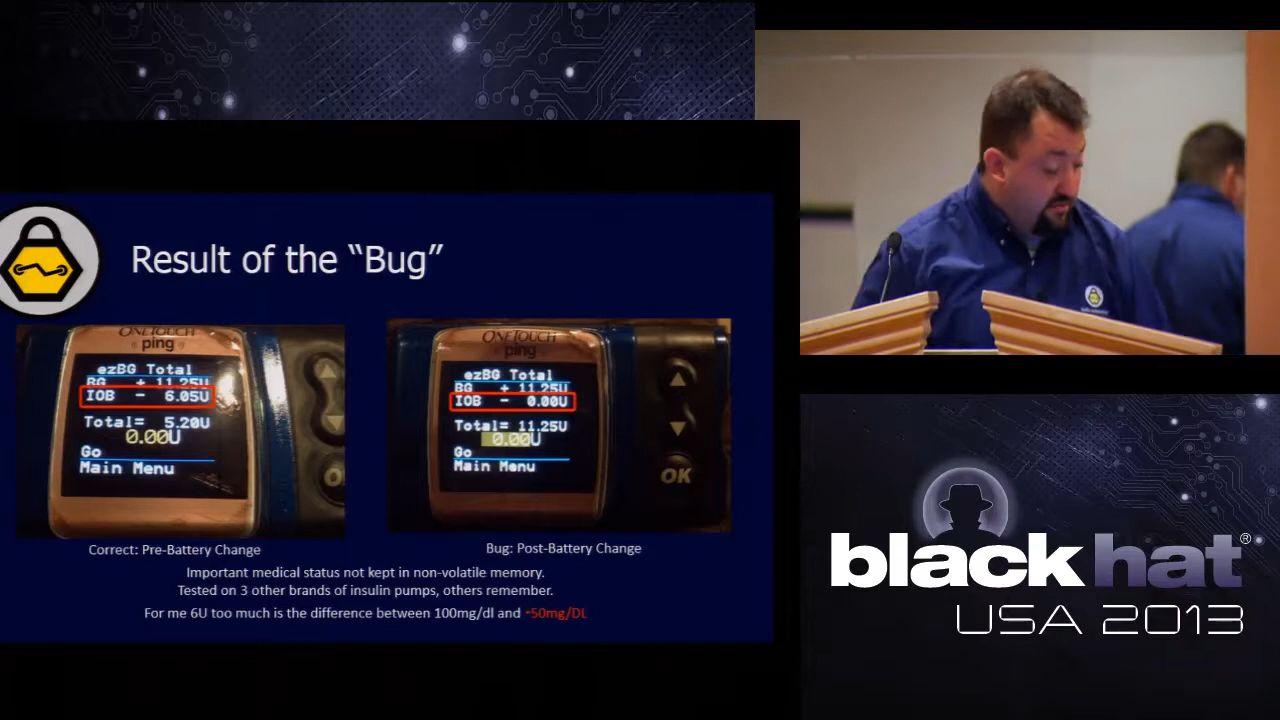 Result of the “Bug”
ONETOUCH
ping
ezBG Total
BG + 11.25U
IOB - 6.05U
Total= 5.20U
0.00U
Go
Main Menu
ONETOUCH
ping
ezBG Total
BG + 11.25U
IOB - 0.00U
Total= 11.25U
0.00U
Go
Main Menu
OK
Correct: Pre-Battery Change
Bug: Post-Battery Change
Important medical status not kept in non-volatile memory.
Tested on 3 other brands of insulin pumps, others remember.
For me 6U too much is the difference between 100mg/dl and -50mg/DL
black hat®
USA 2013